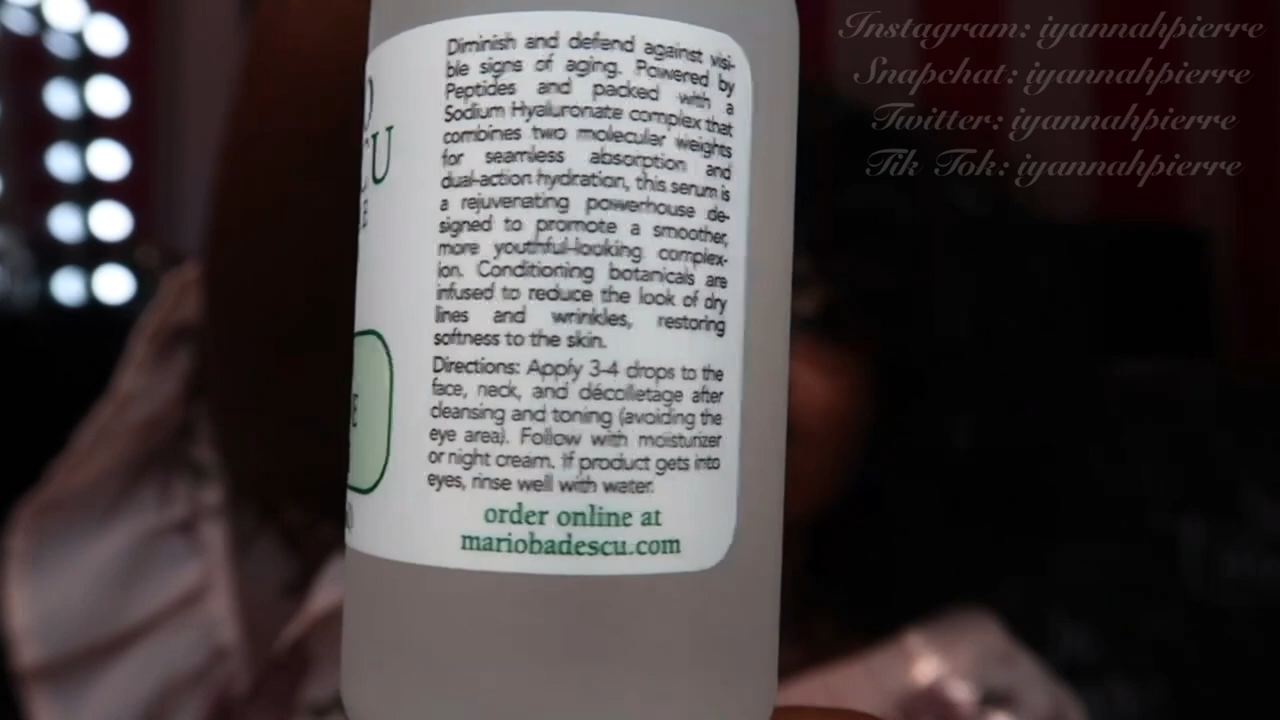 Instagram: iyannahpierre
Snapchat: iyannahpierre
Twitter: iyannahpierre
Tik Tok: iyannahpierre
Diminish and defend against visi-
ble signs of aging. Powered by
Peptides and packed with a
Sodium Hyaluronate complex that
combines two molecular weights
for seamless absorption and
dual-action hydration, this serum is
a rejuvenating powerhouse de-
signed to promote a smoother,
more youthful-looking complex-
ion. Conditioning botanicals are
infused to reduce the look of dry
lines and wrinkles, restoring
softness to the skin.
Directions: Apply 3-4 drops to the
face, neck, and décolletage after
cleansing and toning (avoiding the
eye area). Follow with moisturizer
or night cream. If product gets into
eyes, rinse well with water.
order online at
mariobadescu.com